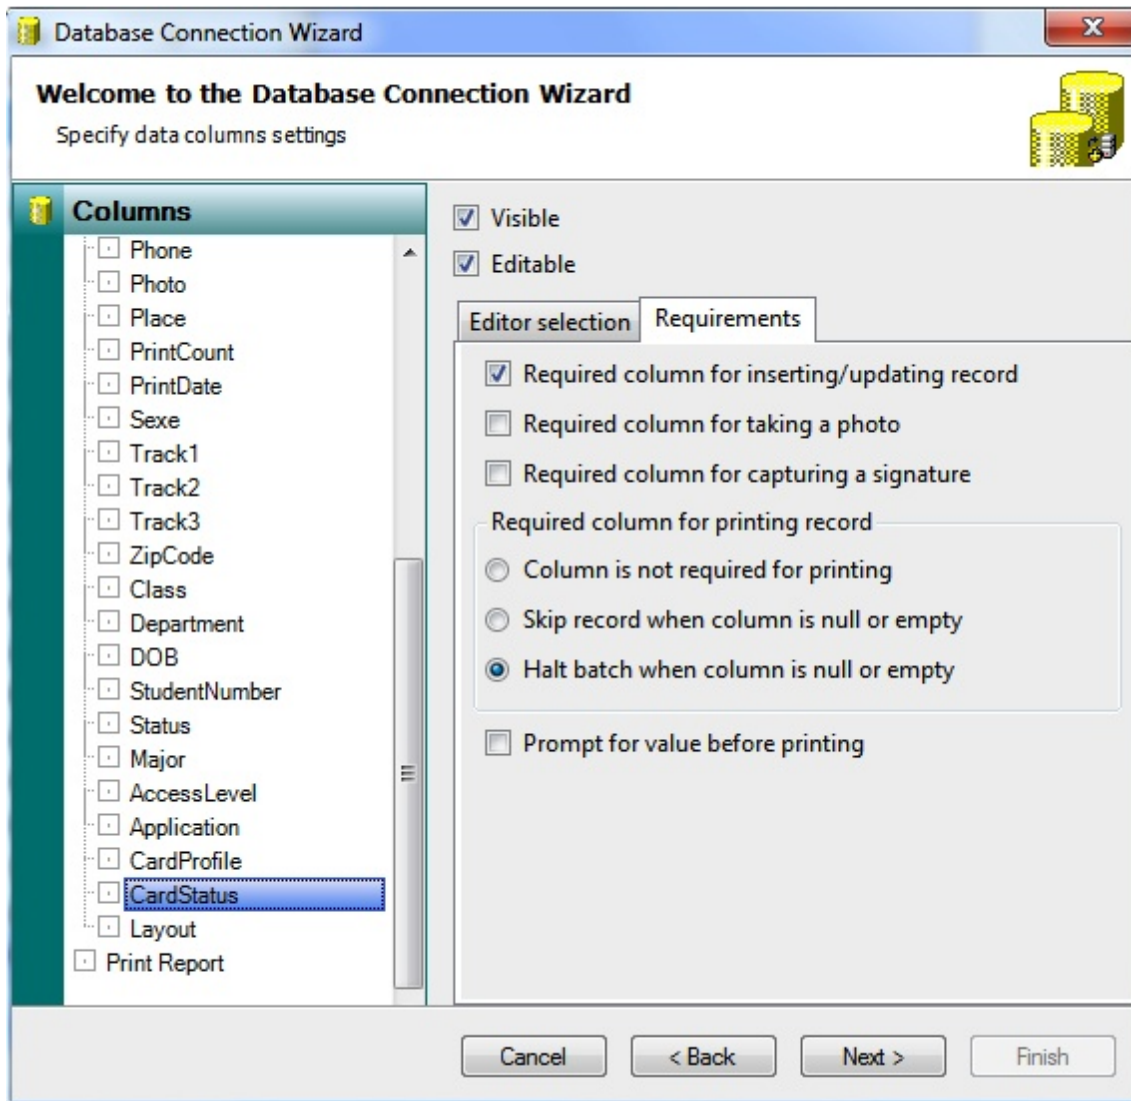 Database Connection Wizard
Welcome to the Database Connection Wizard
Specify data columns settings
Columns
Phone
Photo
Place
PrintCount
PrintDate
Sexe
Track1
Track2
Track3
ZipCode
Class
Department
DOB
StudentNumber
Status
Major
AccessLevel
Application
CardProfile
CardStatus
Layout
Print Report
Visible
Editable
Editor selection
Requirements
Required column for inserting/updating record
Required column for taking a photo
Required column for capturing a signature
Required column for printing record
Column is not required for printing
Skip record when column is null or empty
Halt batch when column is null or empty
Prompt for value before printing
Cancel
< Back
Next >
Finish